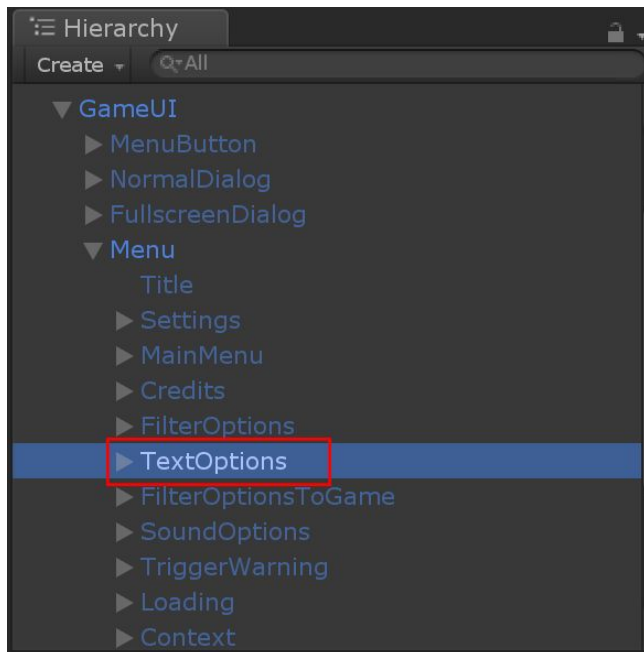 Hierarchy
Create All
GameUI
MenuButton
NormalDialog
FullscreenDialog
Menu
Title
Settings
MainMenu
Credits
FilterOptions
TextOptions
FilterOptionsToGame
SoundOptions
TriggerWarning
Loading
Context